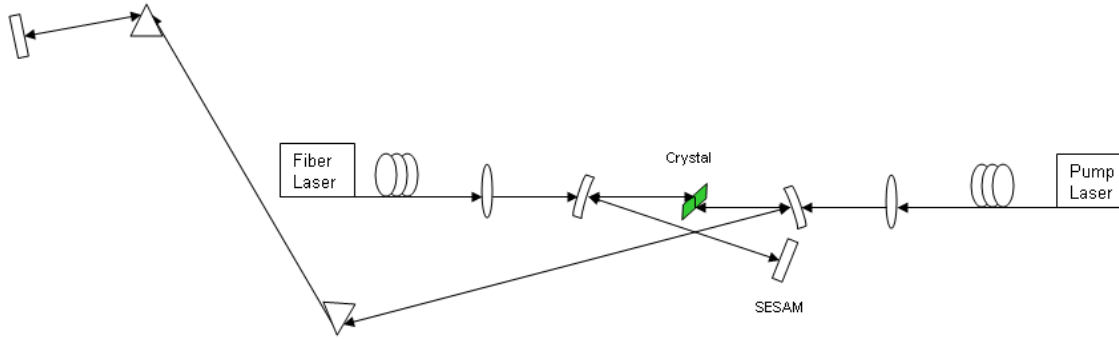 Crystal
Fiber
Laser
Pump
Laser
SESAM